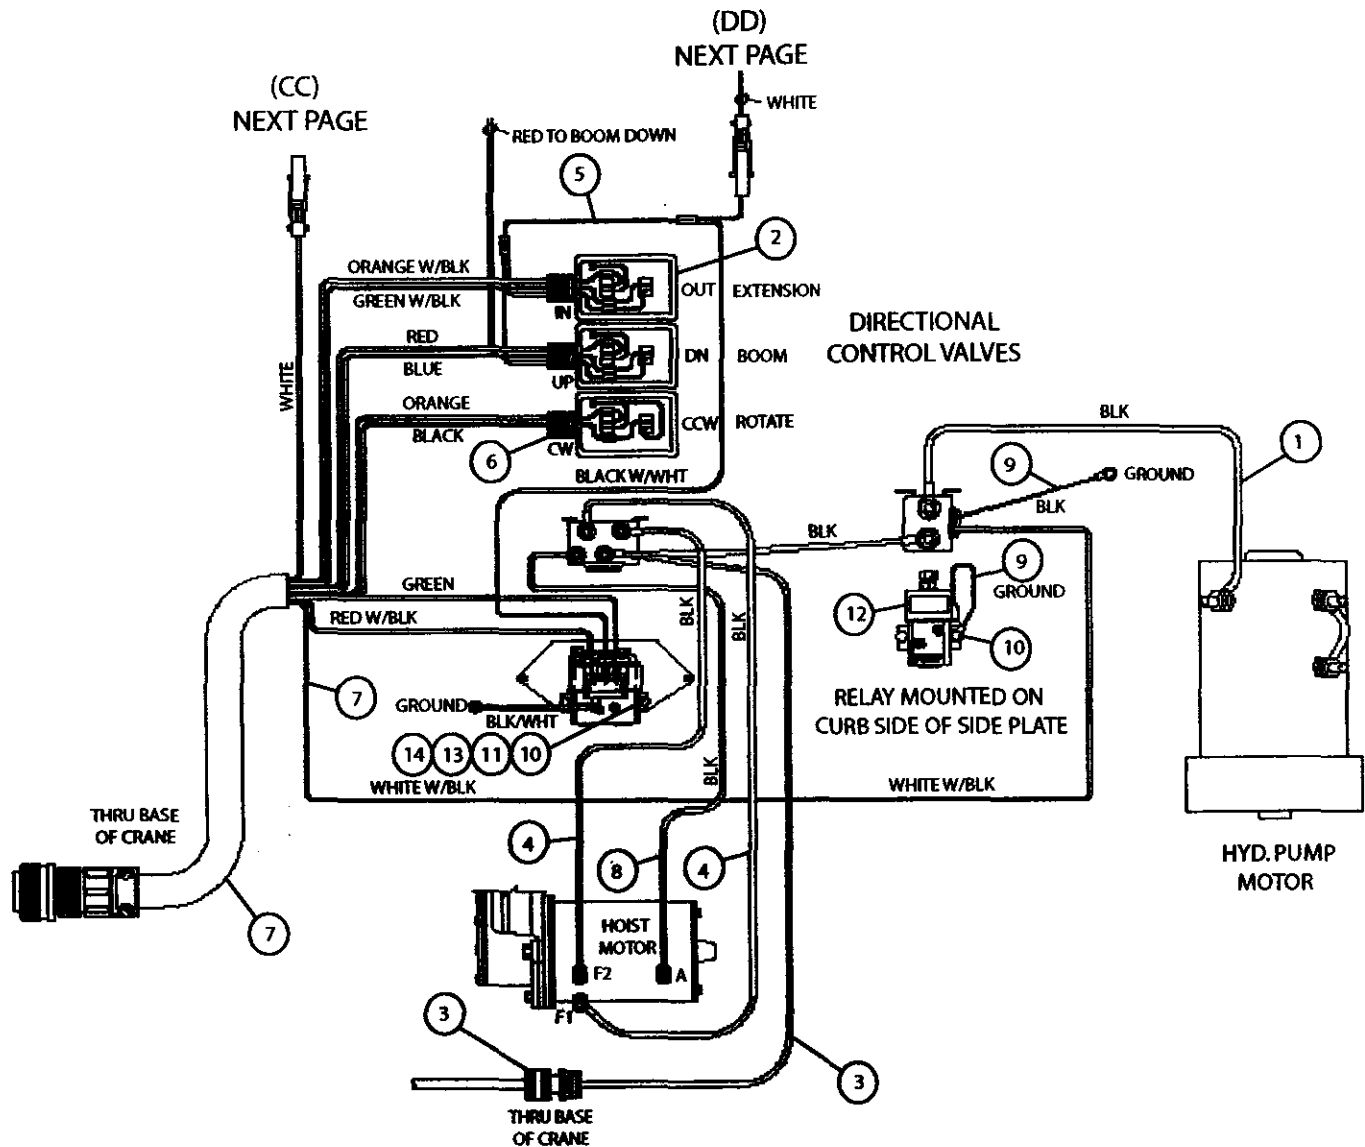 (DD)
NEXT PAGE
(CC)
NEXT PAGE
WHITE
RED TO BOOM DOWN
5
2
ORANGE W/BLK
GREEN W/BLK
IN
OUT EXTENSION
RED
BLUE
UP
DN BOOM
DIRECTIONAL
CONTROL VALVES
WHITE
ORANGE
BLACK
CW
CCW ROTATE
6
BLACK W/WHT
BLK
1
9
GROUND
BLK
BLK
GREEN
RED W/BLK
BLK
BLK
9
GROUND
12
10
7
GROUND
BLK/WHT
14 13 11 10
BLK
RELAY MOUNTED ON
CURB SIDE OF SIDE PLATE
WHITE W/BLK
WHITE W/BLK
THRU BASE
OF CRANE
4
8
4
HYD. PUMP
MOTOR
7
HOIST
MOTOR
F2
A
F1
3
3
THRU BASE
OF CRANE